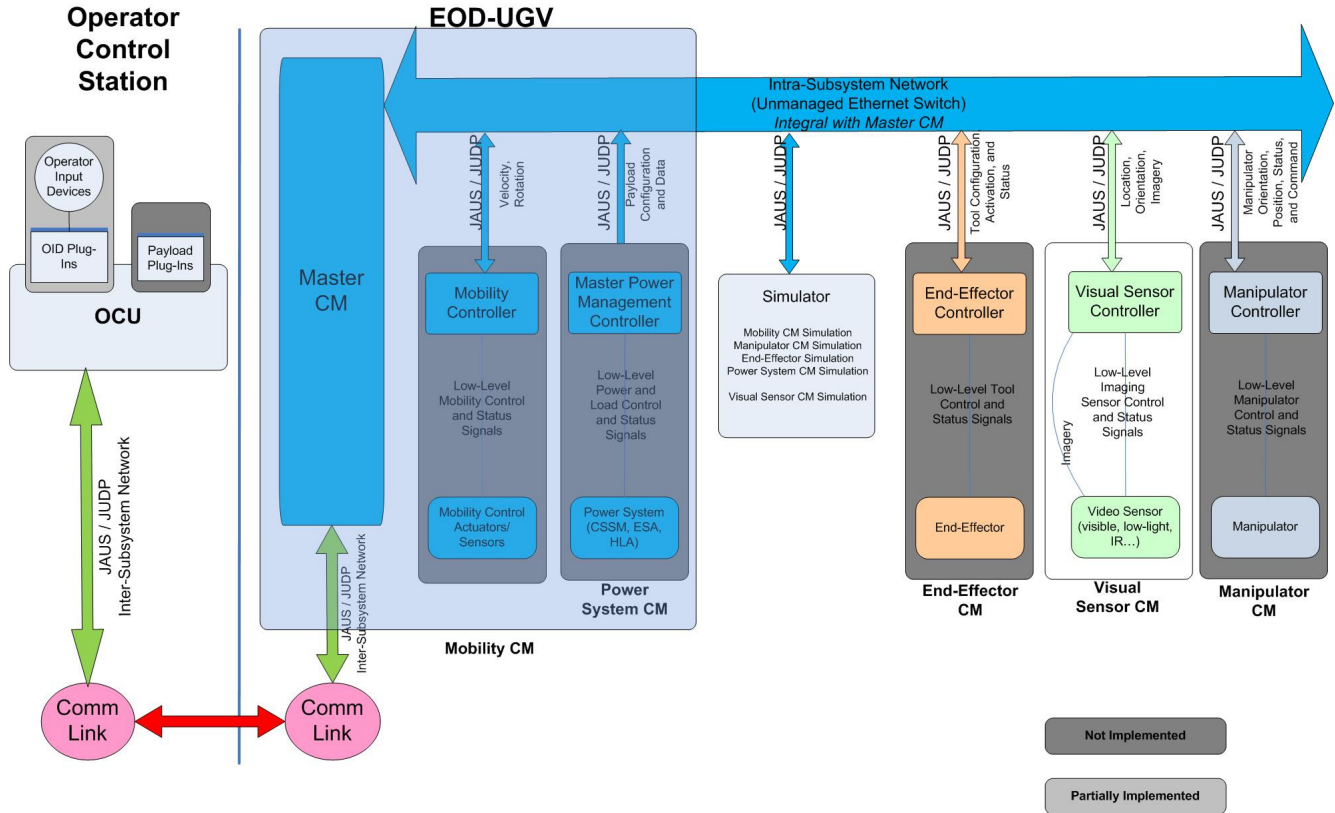 Operator
Control
Station
EOD-UGV
Intra-Subsystem Network
(Unmanaged Ethernet Switch)
Integral with Master CM
Operator
Input
Devices
OID Plug-
Ins
Payload
Plug-Ins
OCU
JAUS / JUDP
Inter-Subsystem Network
Comm
Link
Master
CM
JAUS / JUDP
Inter-Subsystem Network
Comm
Link
JAUS / JUDP
Velocity,
Rotation
Mobility
Controller
Low-Level
Mobility Control
and Status
Signals
Mobility Control
Actuators/
Sensors
JAUS / JUDP
Payload
Configuration
and Data
Master Power
Management
Controller
Low-Level
Power and
Load Control
and Status
Signals
Power System
(CSSM, ESA,
HLA)
Power
System CM
Mobility CM
JAUS / JUDP
Simulator
Mobility CM Simulation
Manipulator CM Simulation
End-Effector Simulation
Power System CM Simulation
Visual Sensor CM Simulation
JAUS / JUDP
Tool Configuration,
Activation, and
Status
End-Effector
Controller
Low-Level Tool
Control and
Status Signals
End-Effector
End-Effector
CM
JAUS / JUDP
Location,
Orientation,
Imagery
Visual Sensor
Controller
Low-Level
Imaging
Sensor Control
and Status
Signals
Imagery
Video Sensor
(visible, low-light,
IR…)
Visual
Sensor CM
JAUS / JUDP
Manipulator
Orientation,
Position, Status,
and Command
Manipulator
Controller
Low-Level
Manipulator
Control and
Status Signals
Manipulator
Manipulator
CM
Not Implemented
Partially Implemented